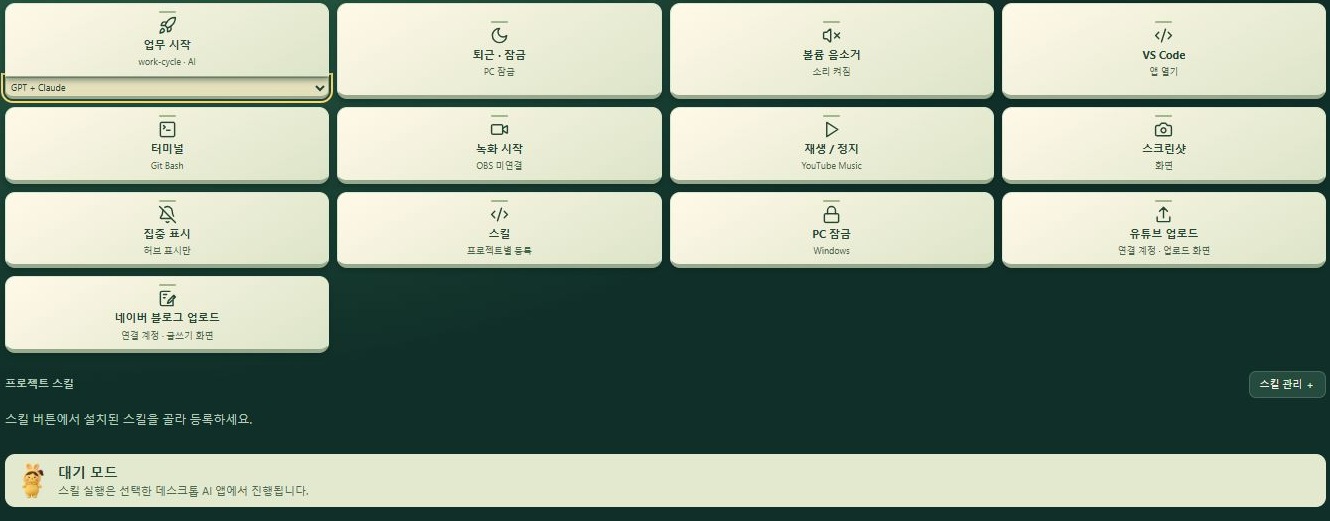 업무 시작
work-cycle · AI
GPT + Claude
퇴근 · 잠금
PC 잠금
볼륨 음소거
소리 켜짐
VS Code
앱 열기
터미널
Git Bash
녹화 시작
OBS 미연결
재생 / 정지
YouTube Music
스크린샷
화면
집중 표시
허브 표시만
스킬
프로젝트별 등록
PC 잠금
Windows
유튜브 업로드
연결 계정 · 업로드 화면
네이버 블로그 업로드
연결 계정 · 글쓰기 화면
프로젝트 스킬
스킬 관리 +
스킬 버튼에서 설치된 스킬을 골라 등록하세요.
대기 모드
스킬 실행은 선택한 데스크톱 AI 앱에서 진행됩니다.